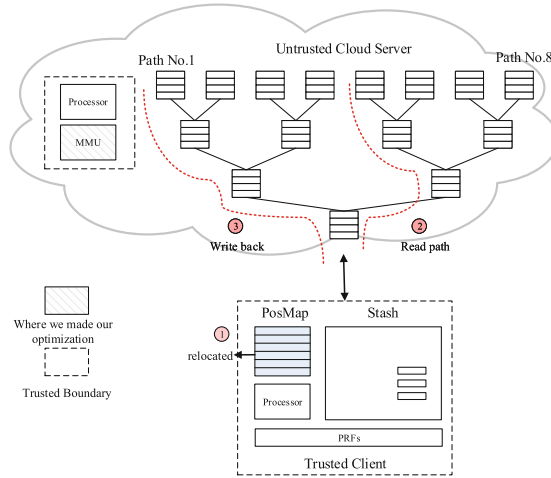 Untrusted Cloud Server
Path No.1
Path No.8
Processor
MMU
3
Write back
2
Read path
Where we made our
optimization
Trusted Boundary
1
relocated
PosMap
Stash
Processor
PRFs
Trusted Client